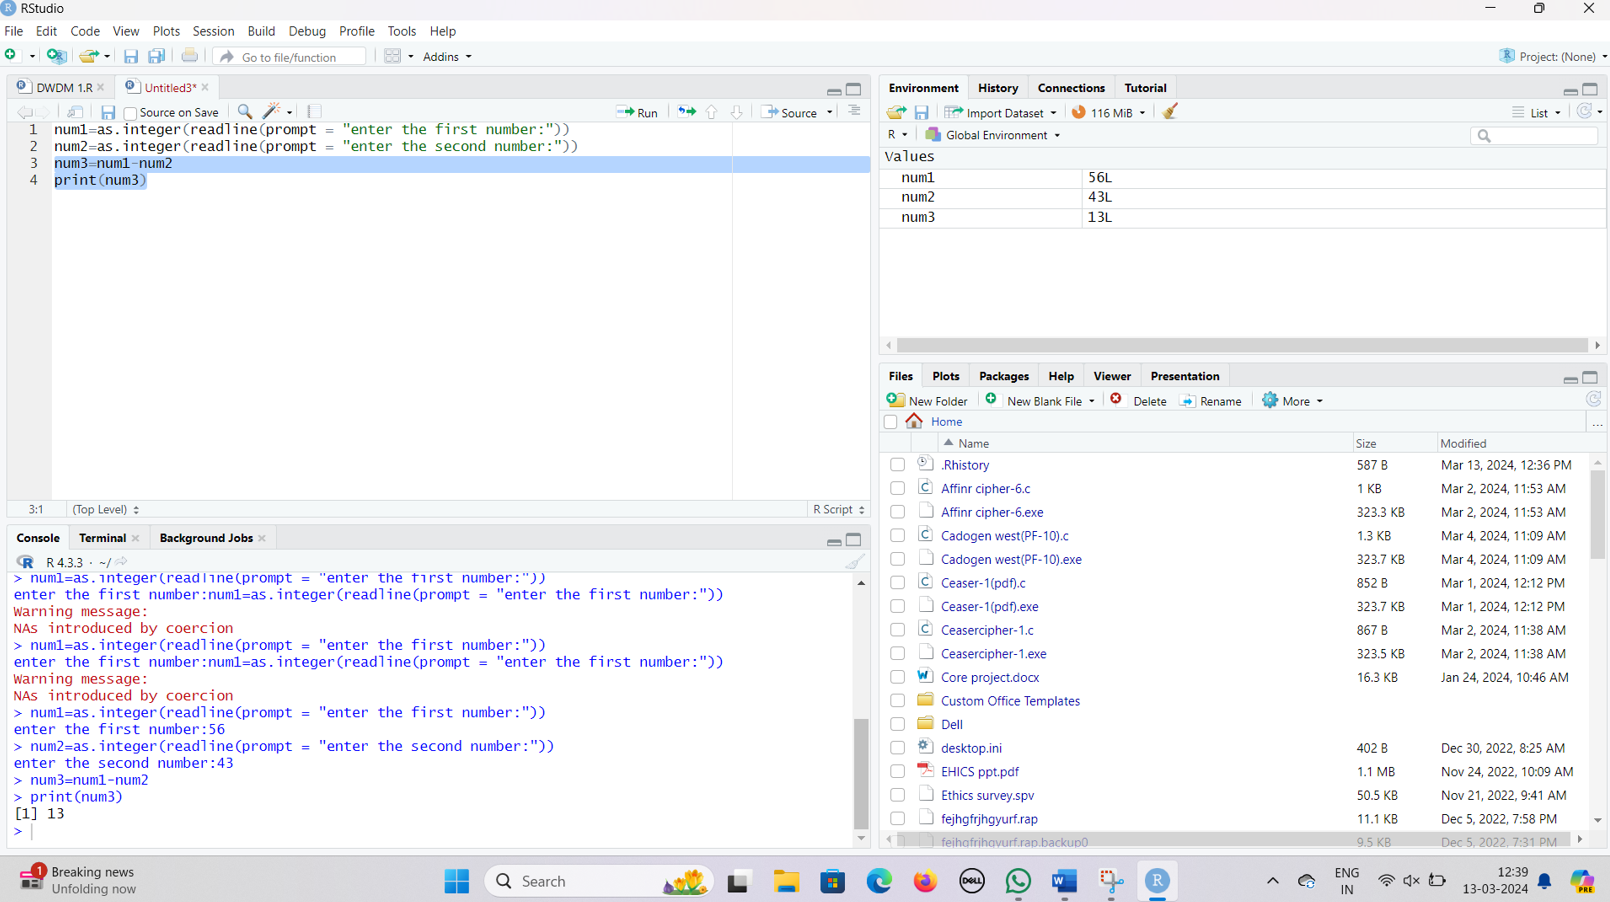 RStudio
File Edit Code View Plots Session Build Debug Profile Tools Help
Go to file/function Addins Project: (None)
DWDM 1.R Untitled3*
Source on Save Run Source
1 num1=as.integer(readline(prompt = "enter the first number:"))
2 num2=as.integer(readline(prompt = "enter the second number:"))
3 num3=num1-num2
4 print(num3)
3:1 (Top Level) R Script
Console Terminal Background Jobs
R 4.3.3 · ~/
> num1=as.integer(readline(prompt = "enter the first number:"))
enter the first number:num1=as.integer(readline(prompt = "enter the first number:"))
Warning message:
NAs introduced by coercion
> num1=as.integer(readline(prompt = "enter the first number:"))
enter the first number:num1=as.integer(readline(prompt = "enter the first number:"))
Warning message:
NAs introduced by coercion
> num1=as.integer(readline(prompt = "enter the first number:"))
enter the first number:56
> num2=as.integer(readline(prompt = "enter the second number:"))
enter the second number:43
> num3=num1-num2
> print(num3)
[1] 13
>
Environment History Connections Tutorial
Import Dataset 116 MiB List
R Global Environment
Values
num1 56L
num2 43L
num3 13L
Files Plots Packages Help Viewer Presentation
New Folder New Blank File Delete Rename More
Home ...
Name Size Modified
.Rhistory 587 B Mar 13, 2024, 12:36 PM
Affinr cipher-6.c 1 KB Mar 2, 2024, 11:53 AM
Affinr cipher-6.exe 323.3 KB Mar 2, 2024, 11:53 AM
Cadogen west(PF-10).c 1.3 KB Mar 4, 2024, 11:09 AM
Cadogen west(PF-10).exe 323.7 KB Mar 4, 2024, 11:09 AM
Ceaser-1(pdf).c 852 B Mar 1, 2024, 12:12 PM
Ceaser-1(pdf).exe 323.7 KB Mar 1, 2024, 12:12 PM
Ceasercipher-1.c 867 B Mar 2, 2024, 11:38 AM
Ceasercipher-1.exe 323.5 KB Mar 2, 2024, 11:38 AM
Core project.docx 16.3 KB Jan 24, 2024, 10:46 AM
Custom Office Templates
Dell
desktop.ini 402 B Dec 30, 2022, 8:25 AM
EHICS ppt.pdf 1.1 MB Nov 24, 2022, 10:09 AM
Ethics survey.spv 50.5 KB Nov 21, 2022, 9:41 AM
fejhgfrjhgyurf.rap 11.1 KB Dec 5, 2022, 7:58 PM
fejhgfrjhgyurf.rap.backup0 9.5 KB Dec 5, 2022, 7:31 PM
1 Breaking news
Unfolding now
Search
DELL
ENG
IN
12:39
13-03-2024
PRE